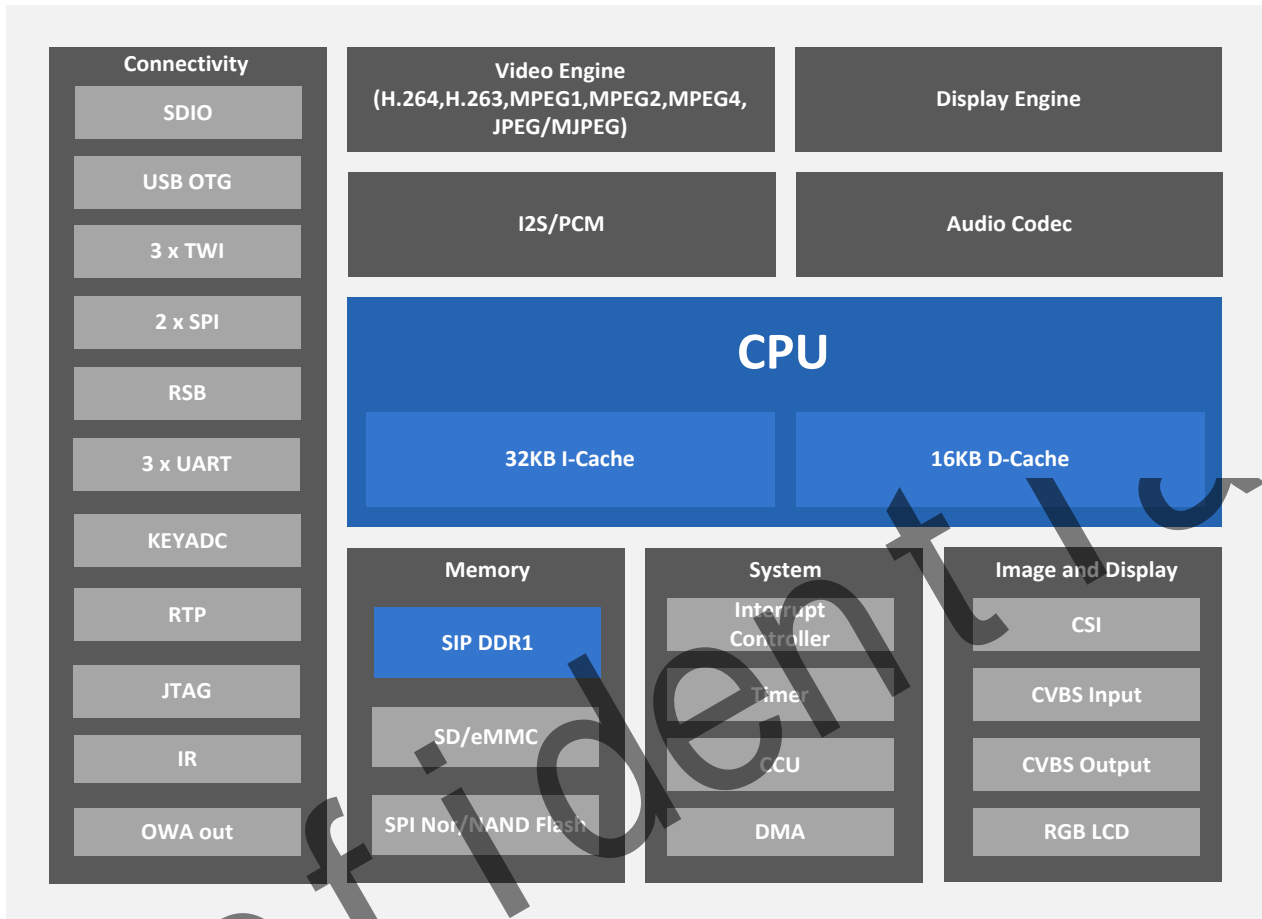 Connectivity
SDIO
USB OTG
3 x TWI
2 x SPI
RSB
3 x UART
KEYADC
RTP
JTAG
IR
OWA out
Video Engine
(H.264,H.263,MPEG1,MPEG2,MPEG4,
JPEG/MJPEG)
Display Engine
I2S/PCM
Audio Codec
CPU
32KB I-Cache
16KB D-Cache
Memory
SIP DDR1
SD/eMMC
SPI Nor/NAND Flash
System
Interrupt
Controller
Timer
CCU
DMA
Image and Display
CSI
CVBS Input
CVBS Output
RGB LCD